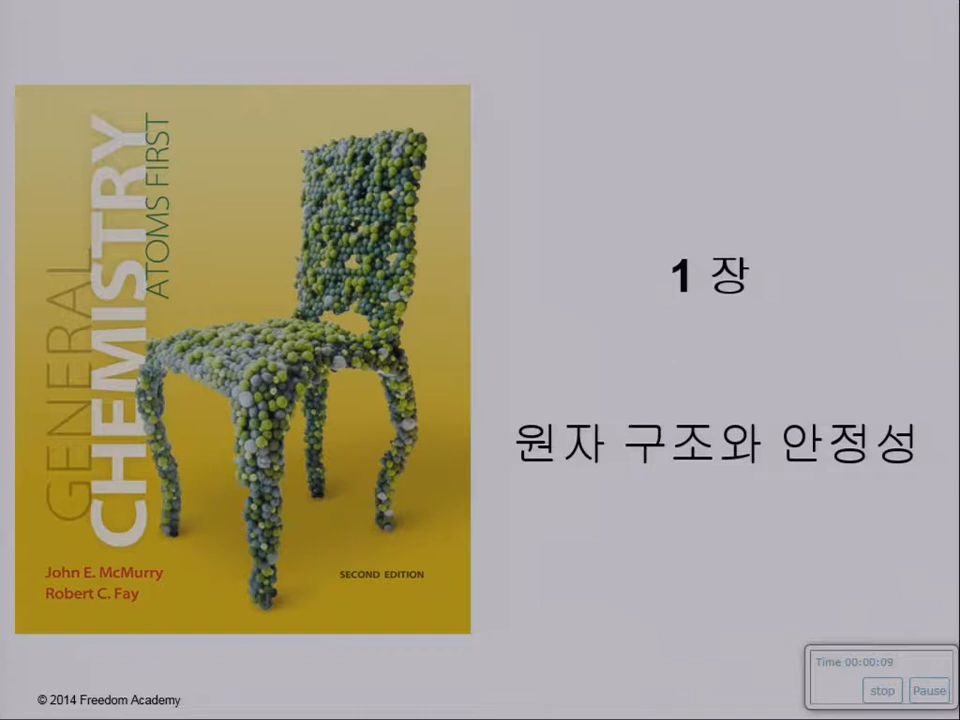 GENERAL
CHEMISTRY
ATOMS FIRST
John E. McMurry
Robert C. Fay
SECOND EDITION
1 장
원자 구조와 안정성
© 2014 Freedom Academy
Time 00:00:09
stop
Pause